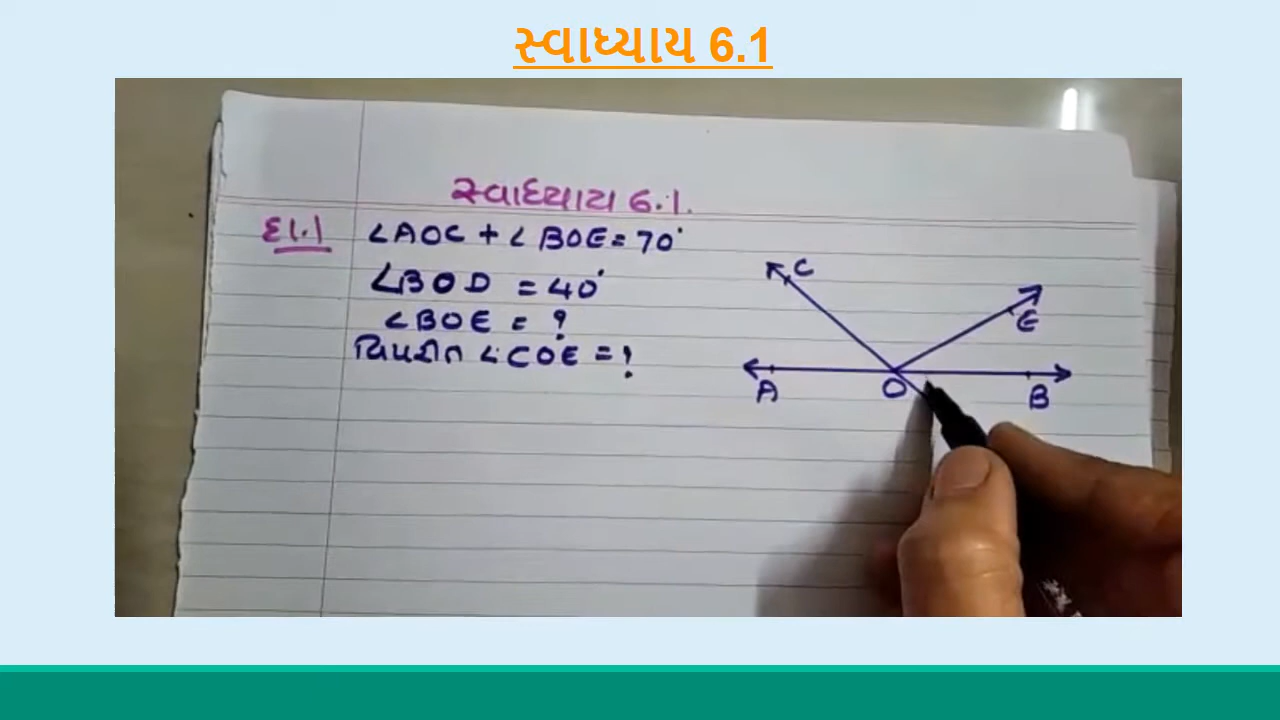 સ્વાધ્યાય 6.1
સ્વાધ્યાય 6.1.
દા.1
∠AOC + ∠BOE = 70°
∠BOD = 40°
∠BOE = ?
વિપરીત ∠COE = !
C
E
A
O
B